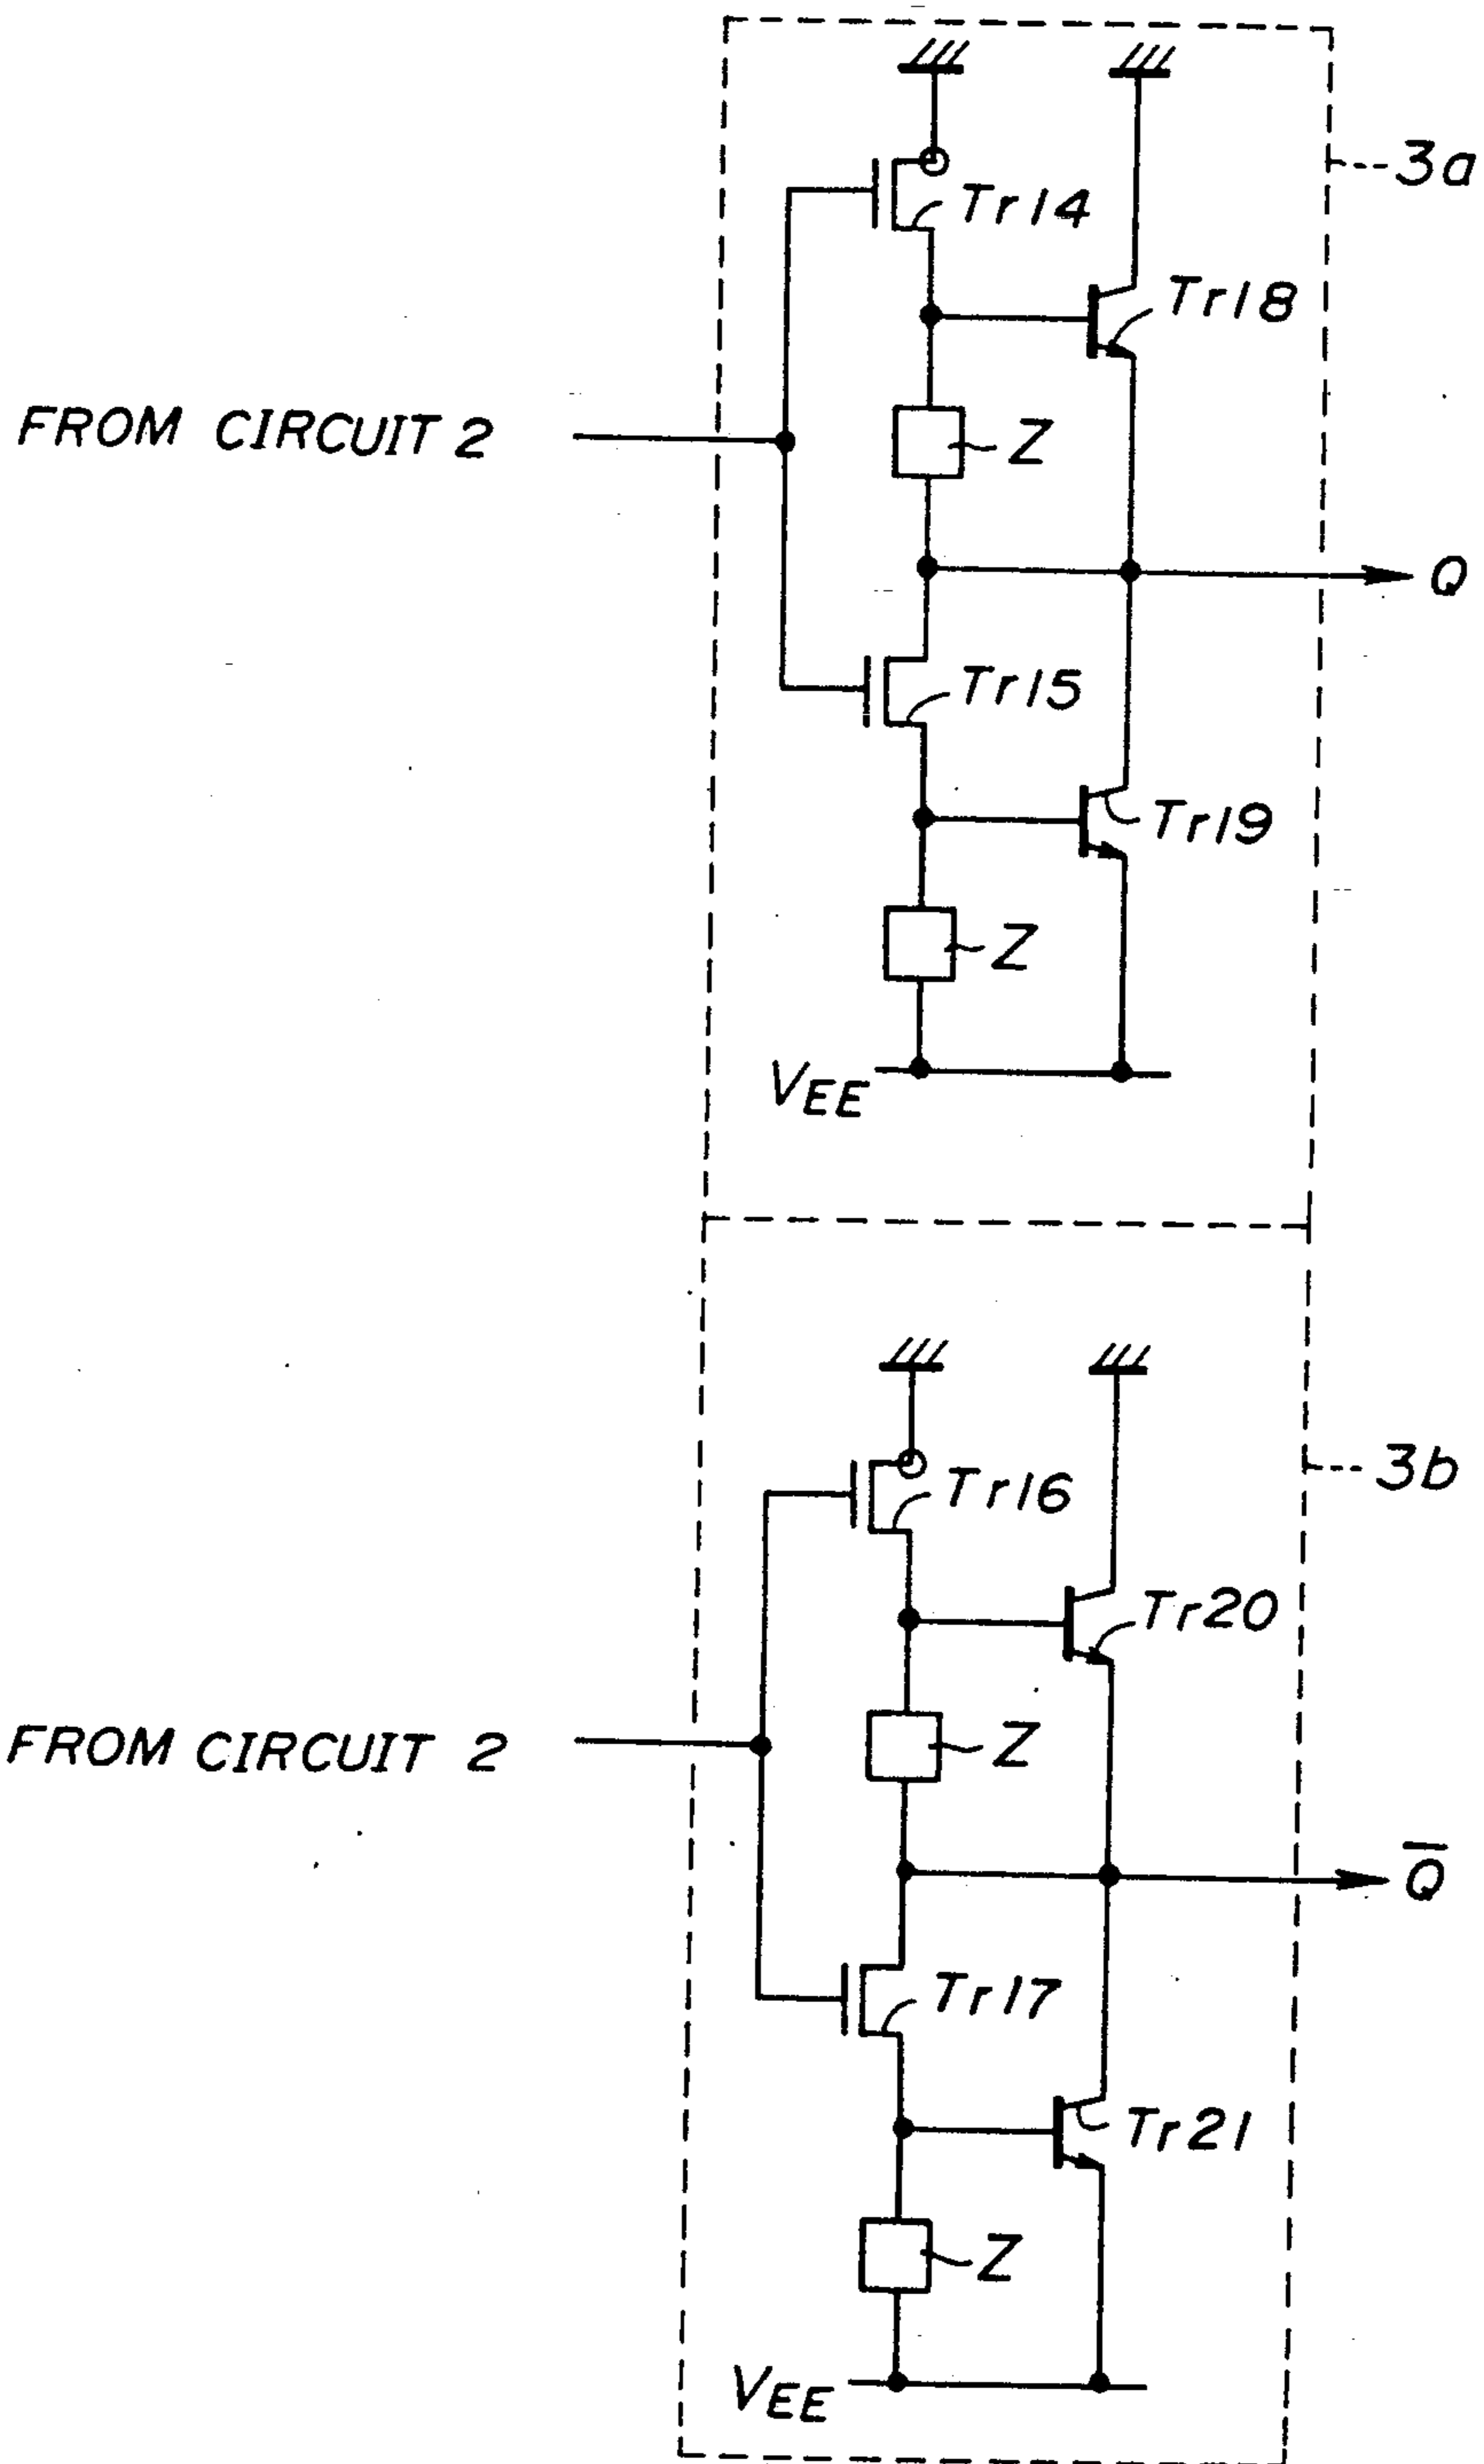 3a
Tr14
Tr18
FROM CIRCUIT 2
Z
Q
Tr15
Tr19
Z
VEE
3b
Tr16
Tr20
FROM CIRCUIT 2
Z
Q̅
Tr17
Tr21
Z
VEE